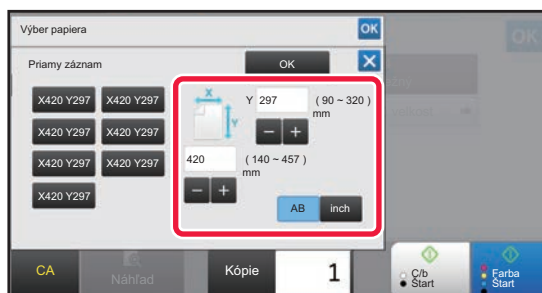 Výber papiera
OK
OK
Priamy záznam
OK
X
X420 Y297 X420 Y297
X420 Y297 X420 Y297
X420 Y297 X420 Y297
X420 Y297
X
Y
Y 297 ( 90 ~ 320 )
mm
- +
420 ( 140 ~ 457 )
mm
- +
AB inch
CA
Náhľad
Kópie 1
Č/b
Štart
Farba
Štart